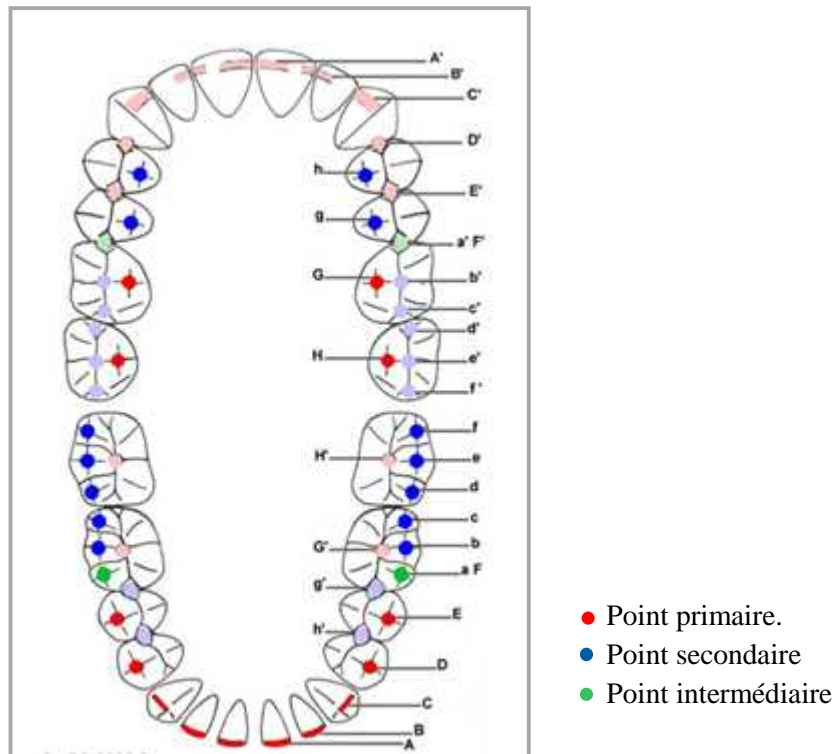 A'
B'
C'
D'
h
E'
g
a' F'
G
b'
c'
d'
H
e'
f '
f
H'
e
d
c
G'
b
a F
g'
E
h'
D
C
B
A
Point primaire.
Point secondaire
Point intermédiaire